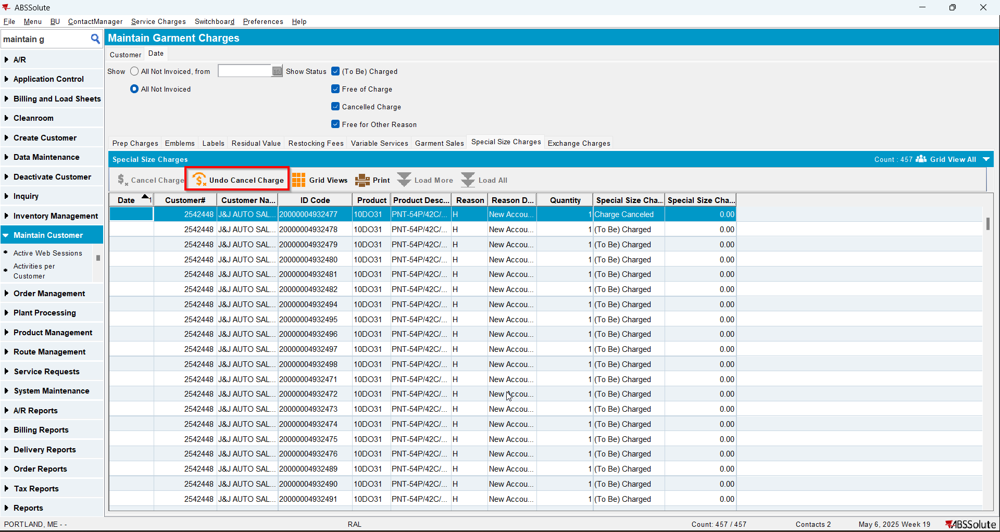 ABSSolute
File Menu BU ContactManager Service Charges Switchboard Preferences Help
maintain g
Maintain Garment Charges
Customer Date
Show All Not Invoiced, from 15 Show Status (To Be) Charged
All Not Invoiced Free of Charge
Cancelled Charge
Free for Other Reason
Prep Charges Emblems Labels Residual Value Restocking Fees Variable Services Garment Sales Special Size Charges Exchange Charges
Special Size Charges Count : 457 Grid View All
Cancel Charge Undo Cancel Charge Grid Views Print Load More Load All
Date 1 Customer# Customer Na... ID Code Product Product Desc... Reason Reason D... Quantity Special Size Cha... Special Size Cha...
2542448 J&J AUTO SAL... 20000004932477 10DO31 PNT-54P/42C/... H New Accou... 1 Charge Canceled 0.00
2542448 J&J AUTO SAL... 20000004932478 10DO31 PNT-54P/42C/... H New Accou... 1 (To Be) Charged 0.00
2542448 J&J AUTO SAL... 20000004932479 10DO31 PNT-54P/42C/... H New Accou... 1 (To Be) Charged 0.00
2542448 J&J AUTO SAL... 20000004932480 10DO31 PNT-54P/42C/... H New Accou... 1 (To Be) Charged 0.00
2542448 J&J AUTO SAL... 20000004932481 10DO31 PNT-54P/42C/... H New Accou... 1 (To Be) Charged 0.00
2542448 J&J AUTO SAL... 20000004932482 10DO31 PNT-54P/42C/... H New Accou... 1 (To Be) Charged 0.00
2542448 J&J AUTO SAL... 20000004932494 10DO31 PNT-54P/42C/... H New Accou... 1 (To Be) Charged 0.00
2542448 J&J AUTO SAL... 20000004932495 10DO31 PNT-54P/42C/... H New Accou... 1 (To Be) Charged 0.00
2542448 J&J AUTO SAL... 20000004932496 10DO31 PNT-54P/42C/... H New Accou... 1 (To Be) Charged 0.00
2542448 J&J AUTO SAL... 20000004932497 10DO31 PNT-54P/42C/... H New Accou... 1 (To Be) Charged 0.00
2542448 J&J AUTO SAL... 20000004932498 10DO31 PNT-54P/42C/... H New Accou... 1 (To Be) Charged 0.00
2542448 J&J AUTO SAL... 20000004932471 10DO31 PNT-54P/42C/... H New Accou... 1 (To Be) Charged 0.00
2542448 J&J AUTO SAL... 20000004932472 10DO31 PNT-54P/42C/... H New Accou... 1 (To Be) Charged 0.00
2542448 J&J AUTO SAL... 20000004932473 10DO31 PNT-54P/42C/... H New Accou... 1 (To Be) Charged 0.00
2542448 J&J AUTO SAL... 20000004932474 10DO31 PNT-54P/42C/... H New Accou... 1 (To Be) Charged 0.00
2542448 J&J AUTO SAL... 20000004932475 10DO31 PNT-54P/42C/... H New Accou... 1 (To Be) Charged 0.00
2542448 J&J AUTO SAL... 20000004932476 10DO31 PNT-54P/42C/... H New Accou... 1 (To Be) Charged 0.00
2542448 J&J AUTO SAL... 20000004932489 10DO31 PNT-54P/42C/... H New Accou... 1 (To Be) Charged 0.00
2542448 J&J AUTO SAL... 20000004932490 10DO31 PNT-54P/42C/... H New Accou... 1 (To Be) Charged 0.00
2542448 J&J AUTO SAL... 20000004932491 10DO31 PNT-54P/42C/... H New Accou... 1 (To Be) Charged 0.00
A/R
Application Control
Billing and Load Sheets
Cleanroom
Create Customer
Data Maintenance
Deactivate Customer
Inquiry
Inventory Management
Maintain Customer
Active Web Sessions
Activities per
Customer
Order Management
Plant Processing
Product Management
Route Management
Service Requests
System Maintenance
A/R Reports
Billing Reports
Delivery Reports
Order Reports
Tax Reports
Reports
PORTLAND, ME - - RAL Count: 457 / 457 Contacts 2 May 6, 2025 Week 19 ABSSolute